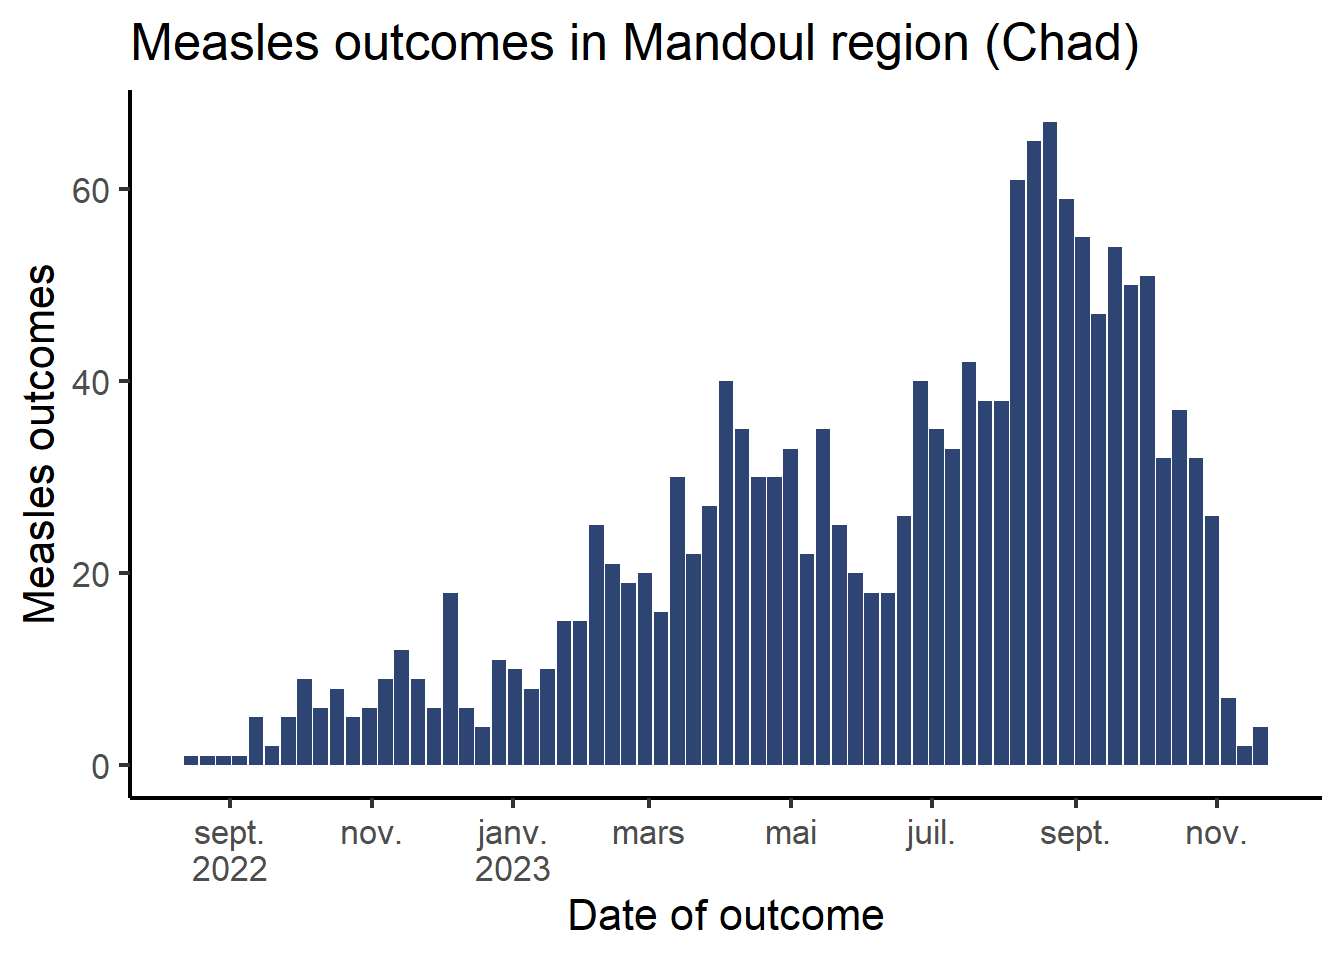 Measles outcomes in Mandoul region (Chad)
Measles outcomes
60
40
20
0
sept. nov. janv. mars mai juil. sept. nov.
2022 2023
Date of outcome